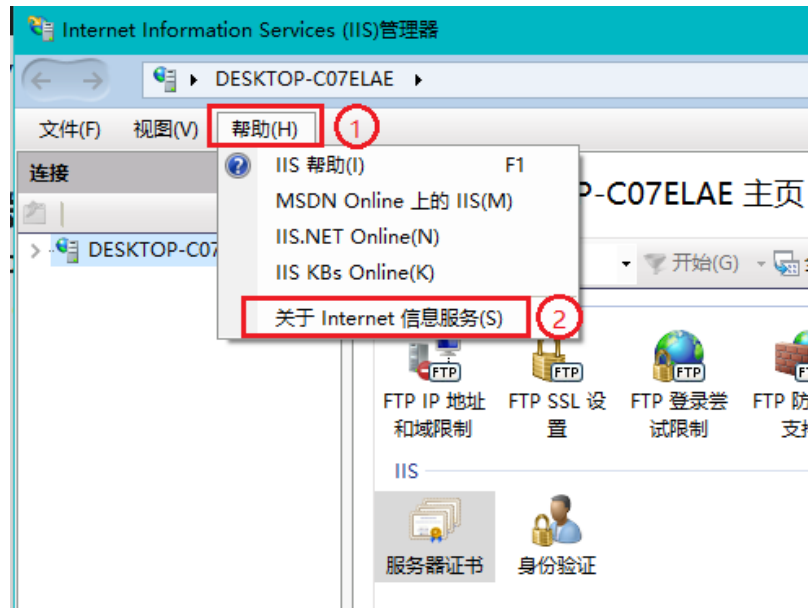 Internet Information Services (IIS)管理器
DESKTOP-C07ELAE
文件(F) 视图(V) 帮助(H) 1
连接
IIS 帮助(I) F1
MSDN Online 上的 IIS(M)
IIS.NET Online(N)
IIS KBs Online(K)
关于 Internet 信息服务(S) 2
P-C07ELAE 主页
DESKTOP-C07
开始(G)
FTP FTP FTP
FTP IP 地址
和域限制
FTP SSL 设
置
FTP 登录尝
试限制
FTP 防
IIS
服务器证书
身份验证